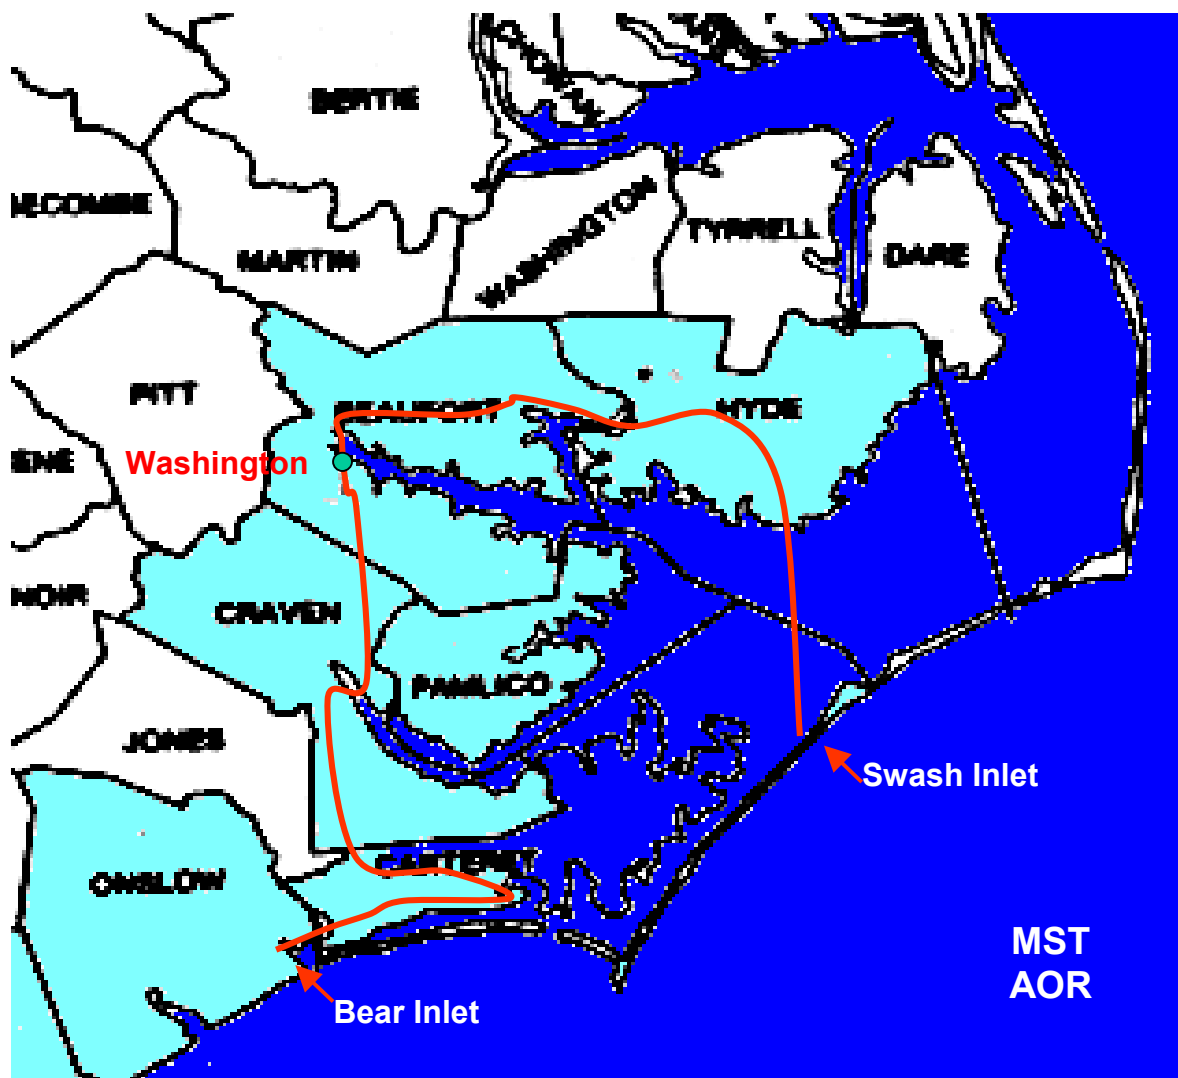 BERTIE
WASHINGTON
TYRRELL
MARTIN
DARE
PITT
BEAUFORT
HYDE
Washington
CRAVEN
PAMLICO
JONES
Swash Inlet
CARTERET
ONSLOW
MST
AOR
Bear Inlet